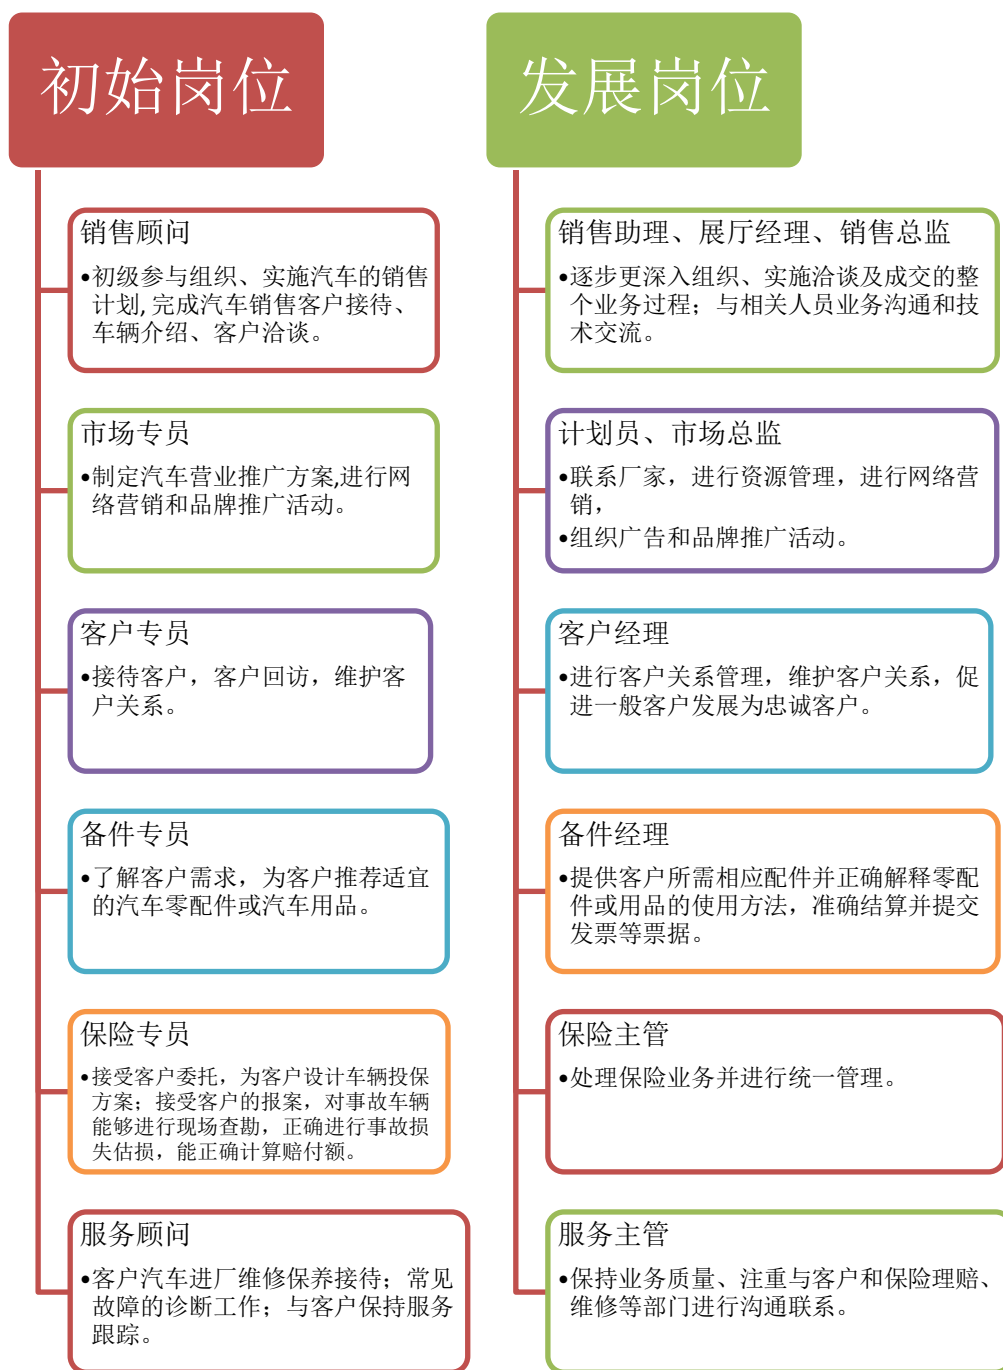 初始岗位
销售顾问
•初级参与组织、实施汽车的销售
计划,完成汽车销售客户接待、
车辆介绍、客户洽谈。
市场专员
•制定汽车营业推广方案,进行网
络营销和品牌推广活动。
客户专员
•接待客户，客户回访，维护客
户关系。
备件专员
•了解客户需求，为客户推荐适宜
的汽车零配件或汽车用品。
保险专员
•接受客户委托，为客户设计车辆投保
方案；接受客户的报案，对事故车辆
能够进行现场查勘，正确进行事故损
失估损，能正确计算赔付额。
服务顾问
•客户汽车进厂维修保养接待；常见
故障的诊断工作；与客户保持服务
跟踪。
发展岗位
销售助理、展厅经理、销售总监
•逐步更深入组织、实施洽谈及成交的整
个业务过程；与相关人员业务沟通和技
术交流。
计划员、市场总监
•联系厂家，进行资源管理，进行网络营
销，
•组织广告和品牌推广活动。
客户经理
•进行客户关系管理，维护客户关系，促
进一般客户发展为忠诚客户。
备件经理
•提供客户所需相应配件并正确解释零配
件或用品的使用方法，准确结算并提交
发票等票据。
保险主管
•处理保险业务并进行统一管理。
服务主管
•保持业务质量、注重与客户和保险理赔、
维修等部门进行沟通联系。